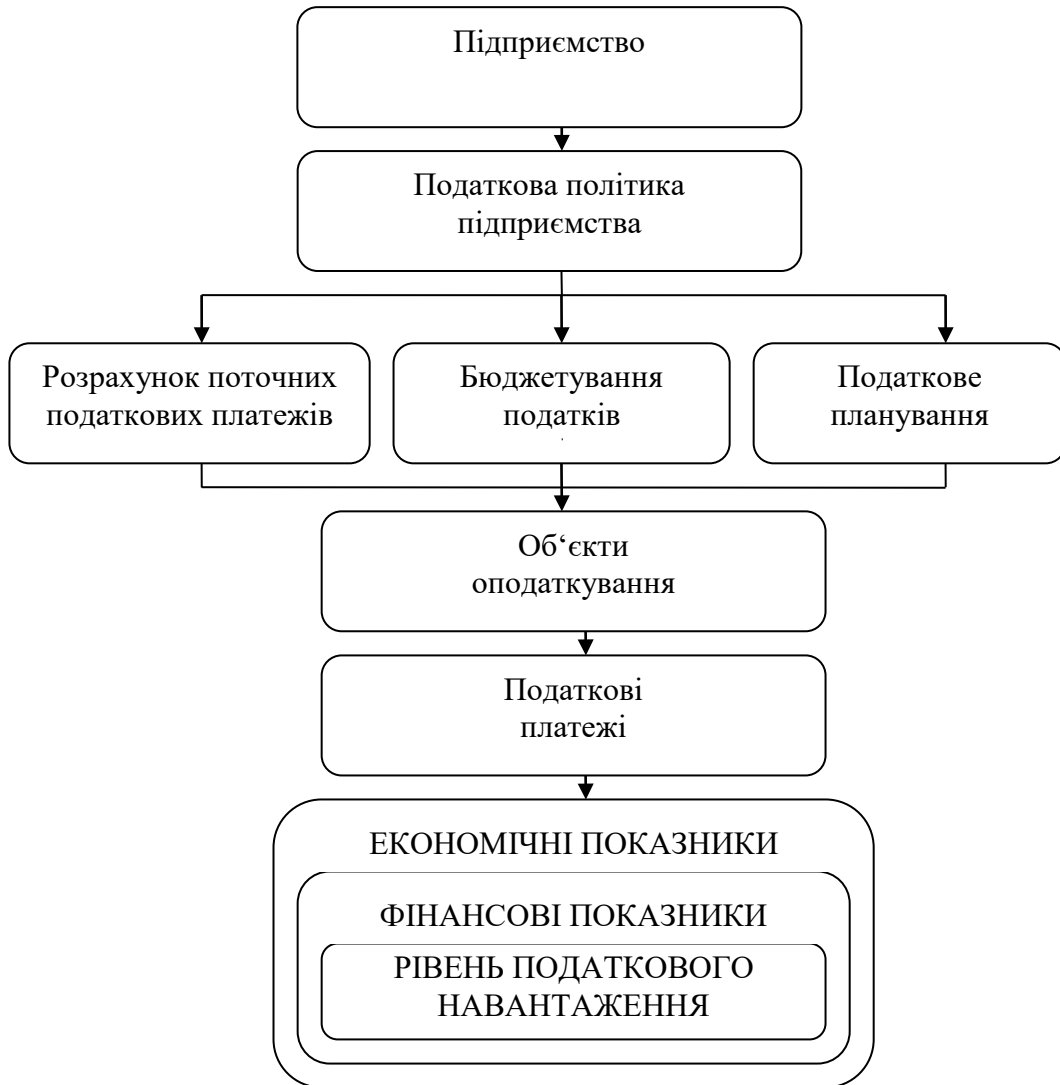 Підприємство
Податкова політика
підприємства
Розрахунок поточних
податкових платежів
Бюджетування
податків
Податкове
планування
Об‘єкти
оподаткування
Податкові
платежі
ЕКОНОМІЧНІ ПОКАЗНИКИ
ФІНАНСОВІ ПОКАЗНИКИ
РІВЕНЬ ПОДАТКОВОГО
НАВАНТАЖЕННЯ